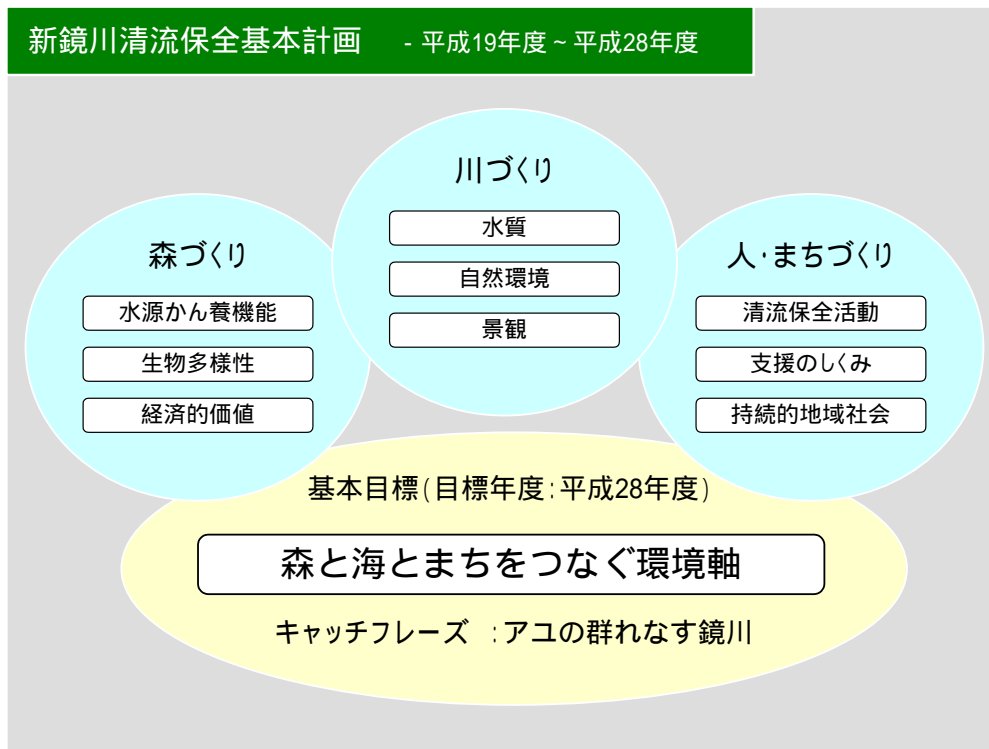 新鏡川清流保全基本計画 - 平成19年度~平成28年度
川づくり
水質
自然環境
景観
森づくり
水源かん養機能
生物多様性
経済的価値
人・まちづくり
清流保全活動
支援のしくみ
持続的地域社会
基本目標(目標年度:平成28年度)
森と海とまちをつなぐ環境軸
キャッチフレーズ :アユの群れなす鏡川